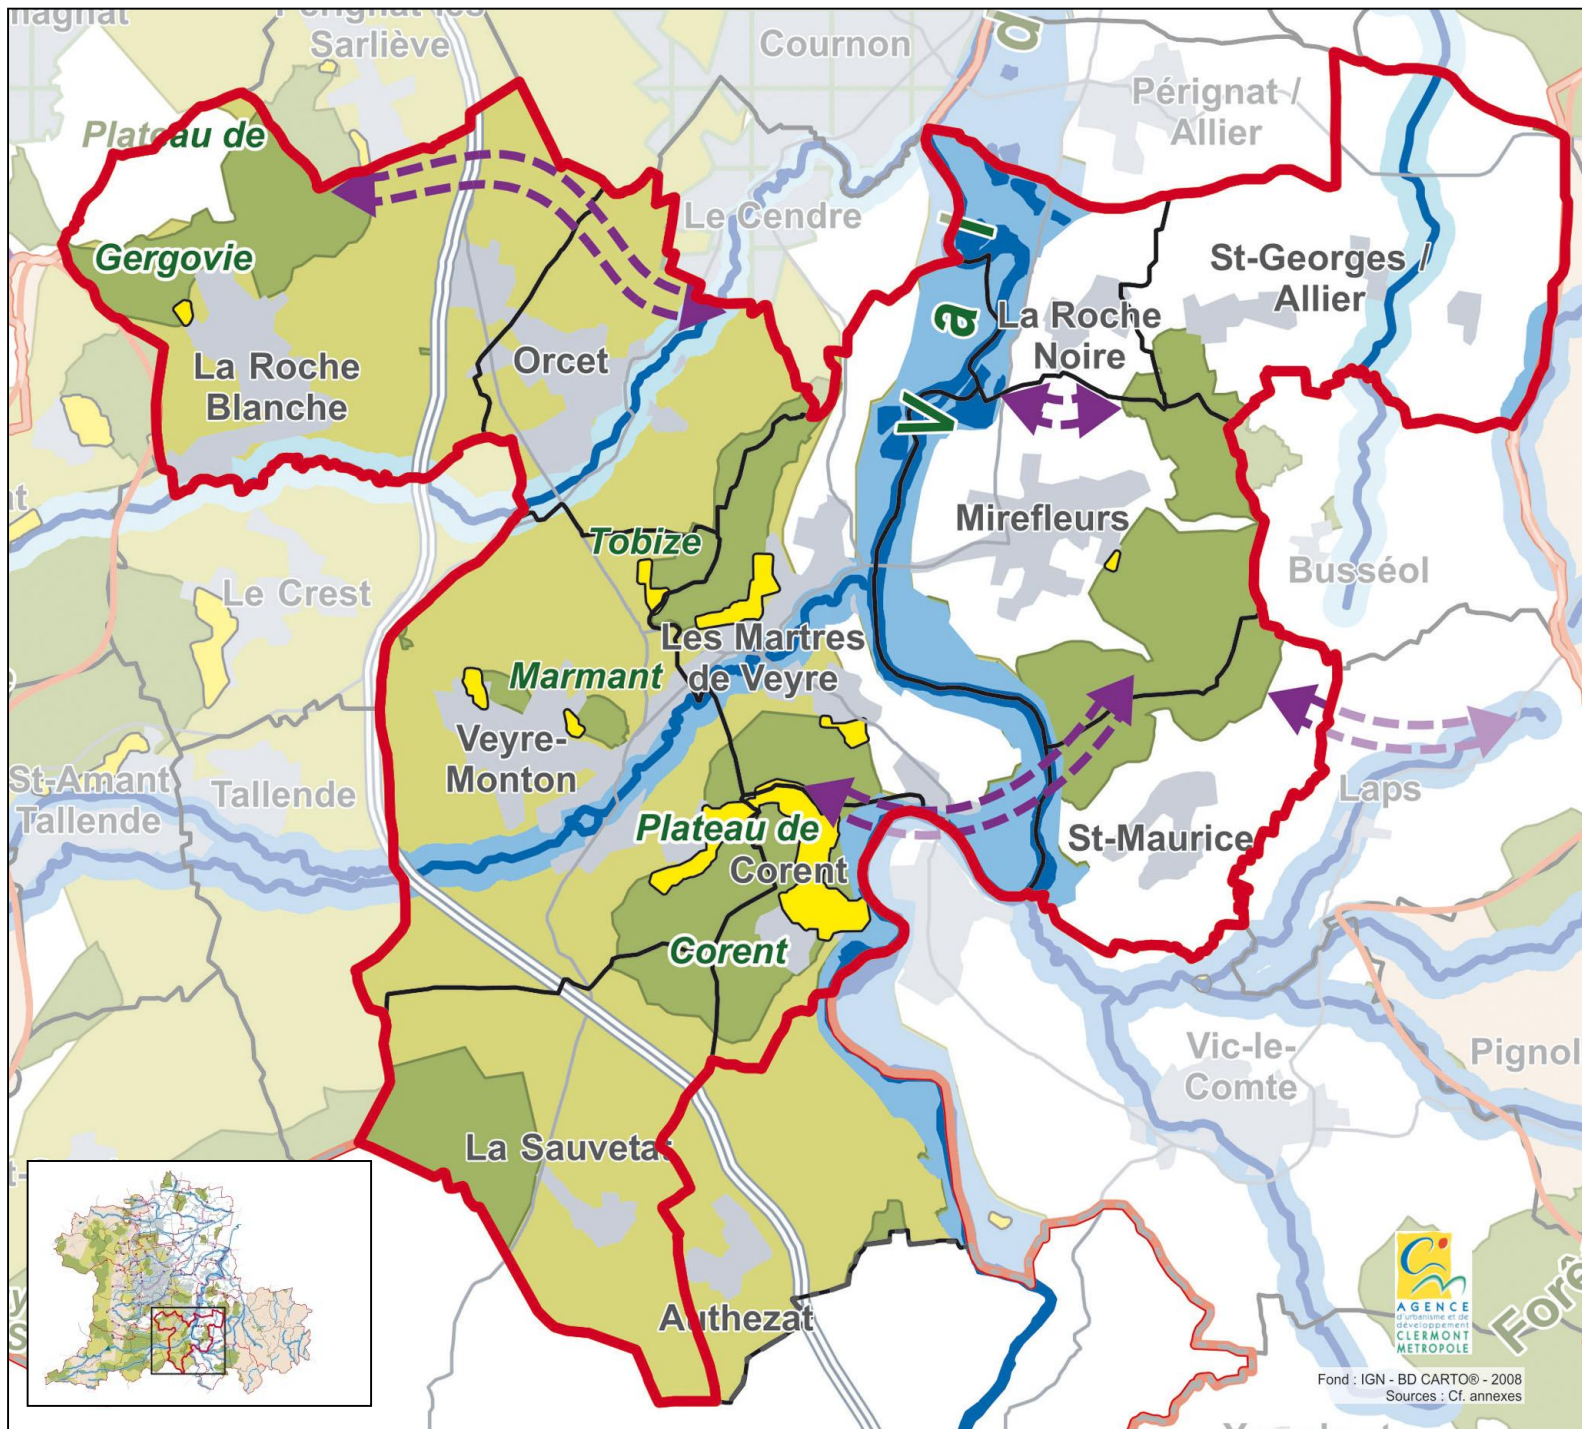 Sarliève
Cournon
Pérignat /
Allier
Plateau de
Gergovie
Le Cendre
St-Georges /
Allier
Val
d
La Roche
Noire
La Roche
Blanche
Orcet
Mirefleurs
Tobize
Busséol
Le Crest
Les Martres
de Veyre
Marmant
Veyre-
Monton
St-Amant
Tallende
Tallende
Laps
Plateau de
Corent
St-Maurice
Corent
Vic-le-
Comte
Pignol
La Sauvetat
Authezat
Forê
AGENCE
d'urbanisme et de
développement
CLERMONT
METROPOLE
Fond : IGN - BD CARTO® - 2008
Sources : Cf. annexes